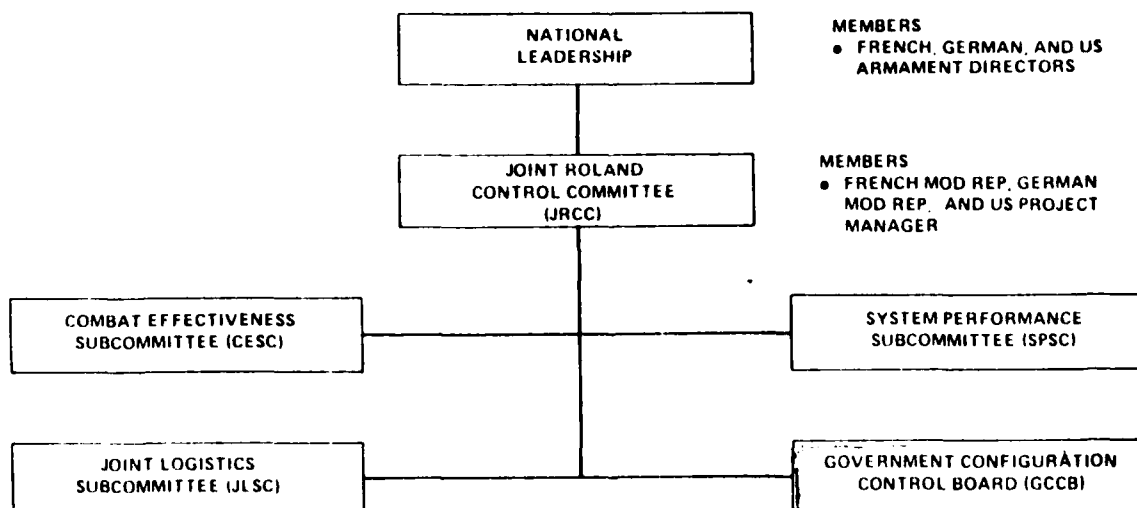 NATIONAL
LEADERSHIP
MEMBERS
• FRENCH, GERMAN, AND US
ARMAMENT DIRECTORS
JOINT ROLAND
CONTROL COMMITTEE
(JRCC)
MEMBERS
• FRENCH MOD REP, GERMAN
MOD REP, AND US PROJECT
MANAGER
COMBAT EFFECTIVENESS
SUBCOMMITTEE (CESC)
SYSTEM PERFORMANCE
SUBCOMMITTEE (SPSC)
JOINT LOGISTICS
SUBCOMMITTEE (JLSC)
GOVERNMENT CONFIGURATION
CONTROL BOARD (GCCB)